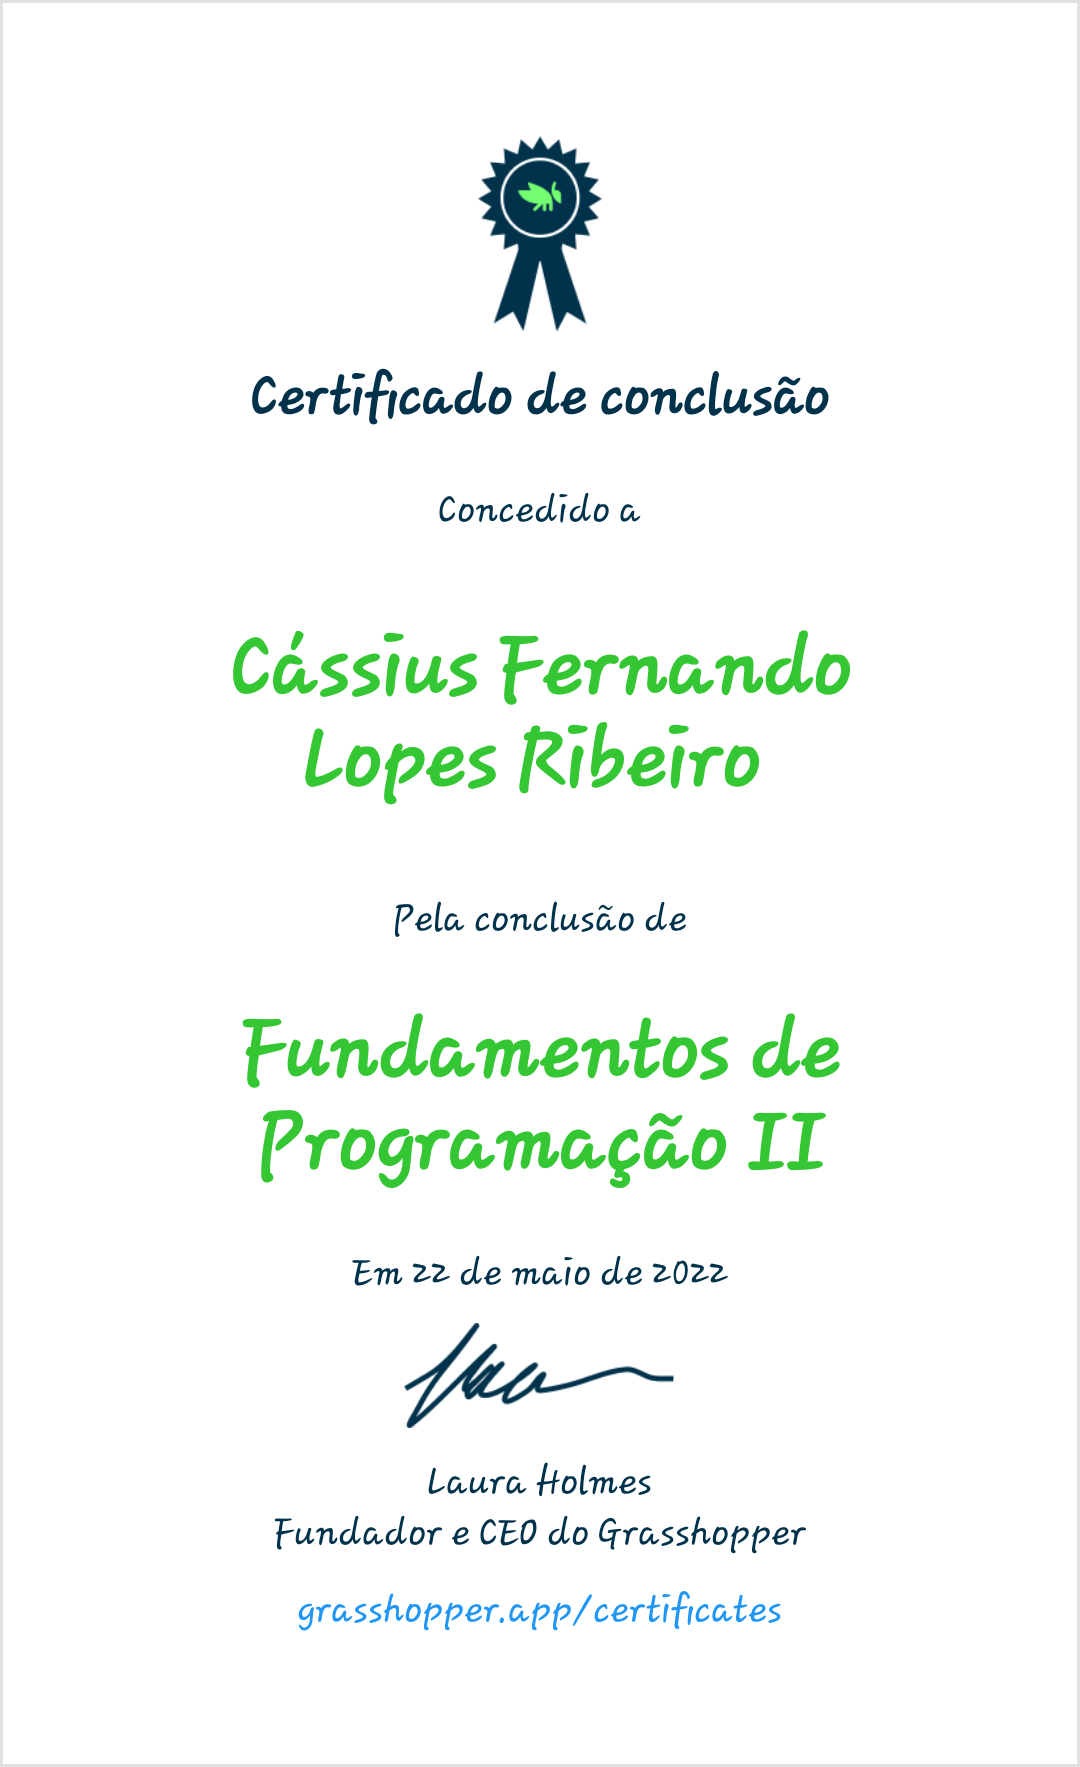 Certificado de conclusão
Concedido a
Cássius Fernando
Lopes Ribeiro
Pela conclusão de
Fundamentos de
Programação II
Em 22 de maio de 2022
Laura Holmes
Fundador e CEO do Grasshopper
grasshopper.app/certificates